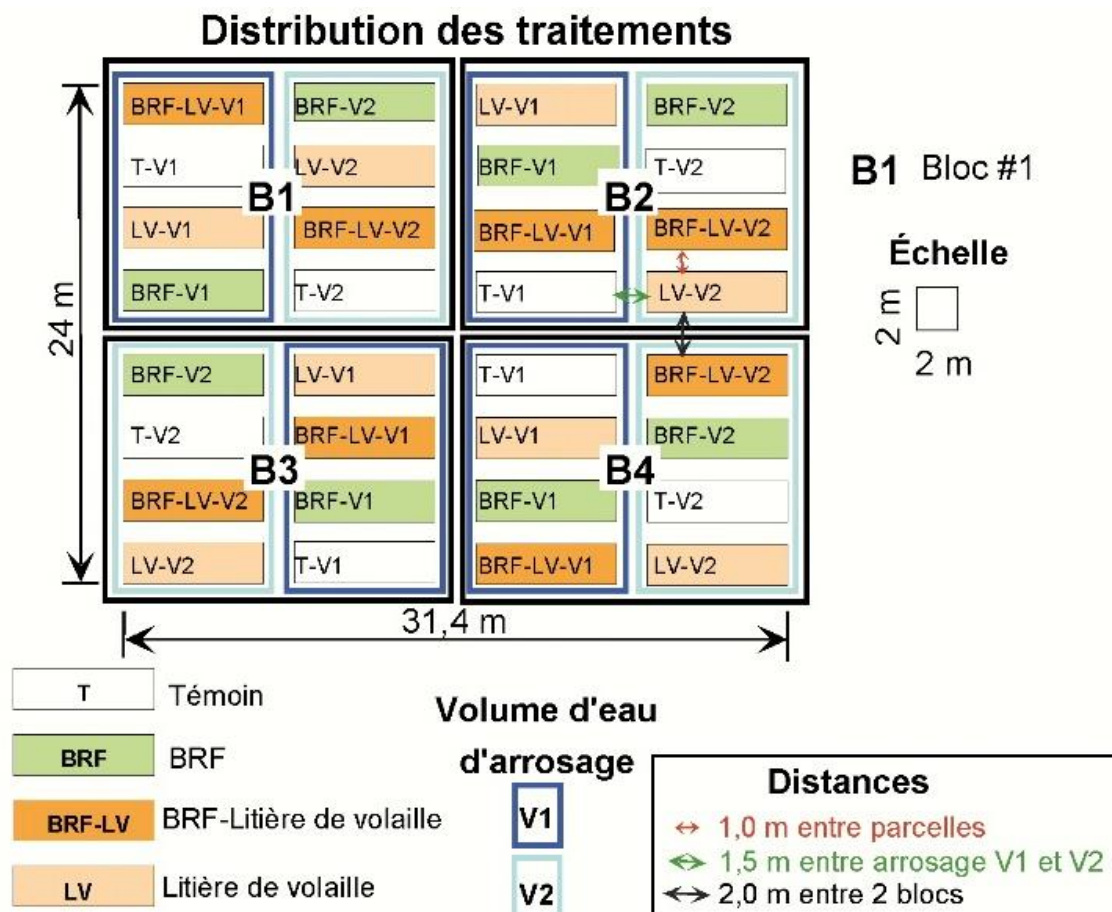 Distribution des traitements
BRF-LV-V1
T-V1
LV-V1
BRF-V1
BRF-V2
LV-V2
BRF-LV-V2
T-V2
B1
LV-V1
BRF-V1
BRF-LV-V1
T-V1
BRF-V2
T-V2
BRF-LV-V2
LV-V2
B2
BRF-V2
T-V2
BRF-LV-V2
LV-V2
LV-V1
BRF-LV-V1
BRF-V1
T-V1
B3
T-V1
LV-V1
BRF-V1
BRF-LV-V1
BRF-LV-V2
BRF-V2
T-V2
LV-V2
B4
24 m
31,4 m
B1 Bloc #1
Échelle
2 m
2 m
T Témoin
BRF BRF
BRF-LV BRF-Litière de volaille
LV Litière de volaille
Volume d'eau
d'arrosage
V1
V2
Distances
1,0 m entre parcelles
1,5 m entre arrosage V1 et V2
2,0 m entre 2 blocs